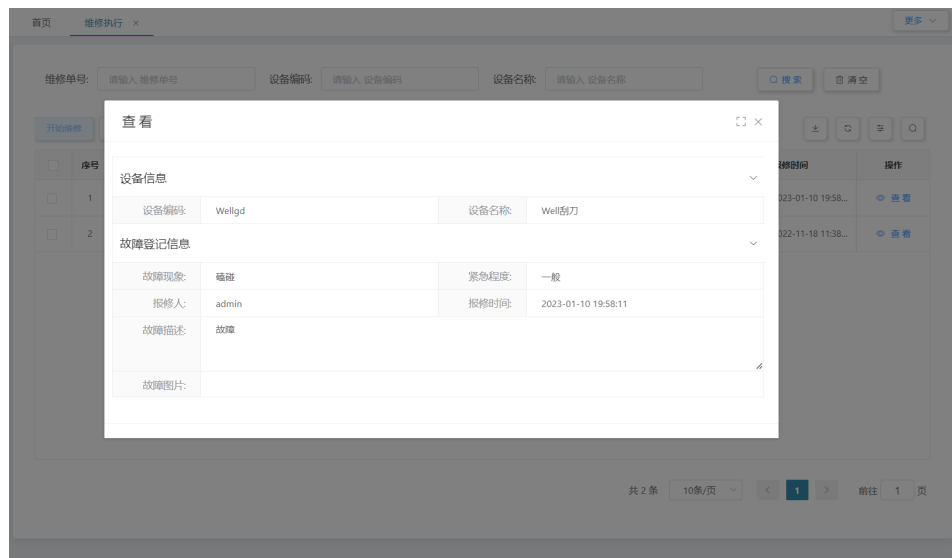 首页 维修执行 × 更多
维修单号: 请输入 维修单号 设备编码: 请输入 设备编码 设备名称: 请输入 设备名称 搜索 清空
开始维修
查看
序号 修时间 操作
1 023-01-10 19:58... 查看
2 022-11-18 11:38... 查看
设备信息
设备编码: Wellgd 设备名称: Well刮刀
故障登记信息
故障现象: 磕碰 紧急程度: 一般
报修人: admin 报修时间: 2023-01-10 19:58:11
故障描述: 故障
故障图片:
共 2 条 10条/页 1 前往 1 页